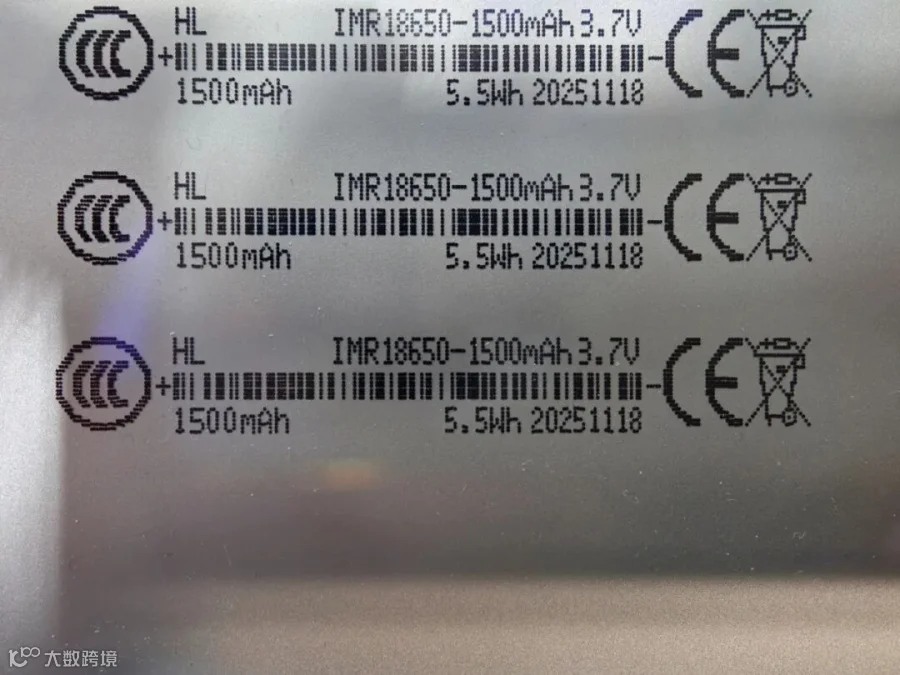 HL IMR18650-1500mAh 3.7V
+ -
1500mAh 5.5Wh 20251118
HL IMR18650-1500mAh 3.7V
+ -
1500mAh 5.5Wh 20251118
HL IMR18650-1500mAh 3.7V
+ -
1500mAh 5.5Wh 20251118
大数跨境